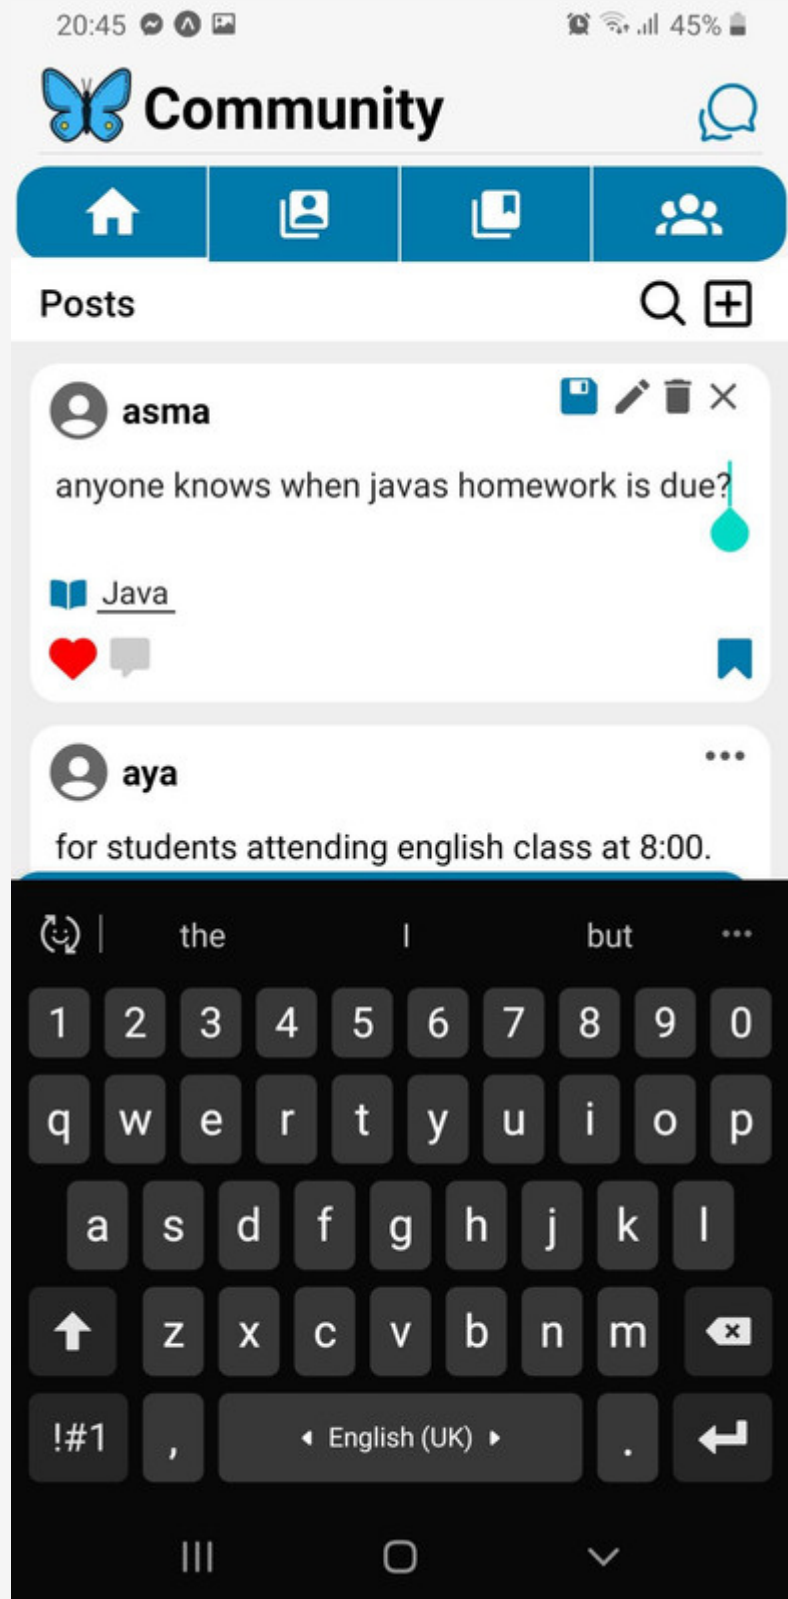 20:45 45%
Community
Posts
asma
anyone knows when javas homework is due?
Java
aya
for students attending english class at 8:00.
the I but
1 2 3 4 5 6 7 8 9 0
q w e r t y u i o p
a s d f g h j k l
z x c v b n m
!#1 , English (UK) .